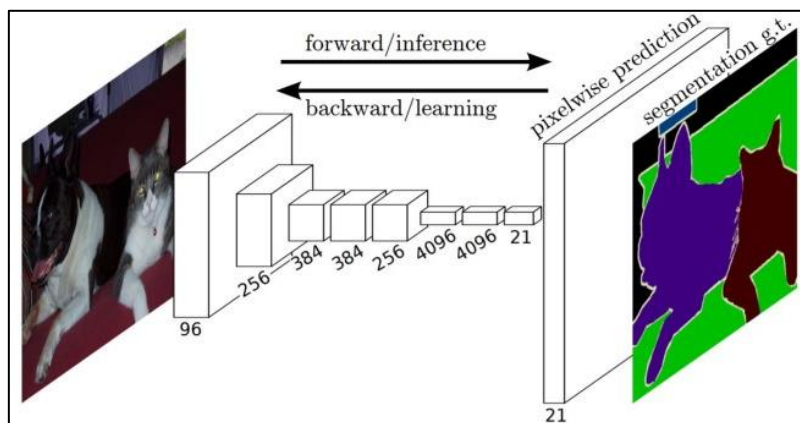 forward/inference
backward/learning
pixelwise prediction
segmentation g.t.
96
256
384
384
256
4096
4096
21
21